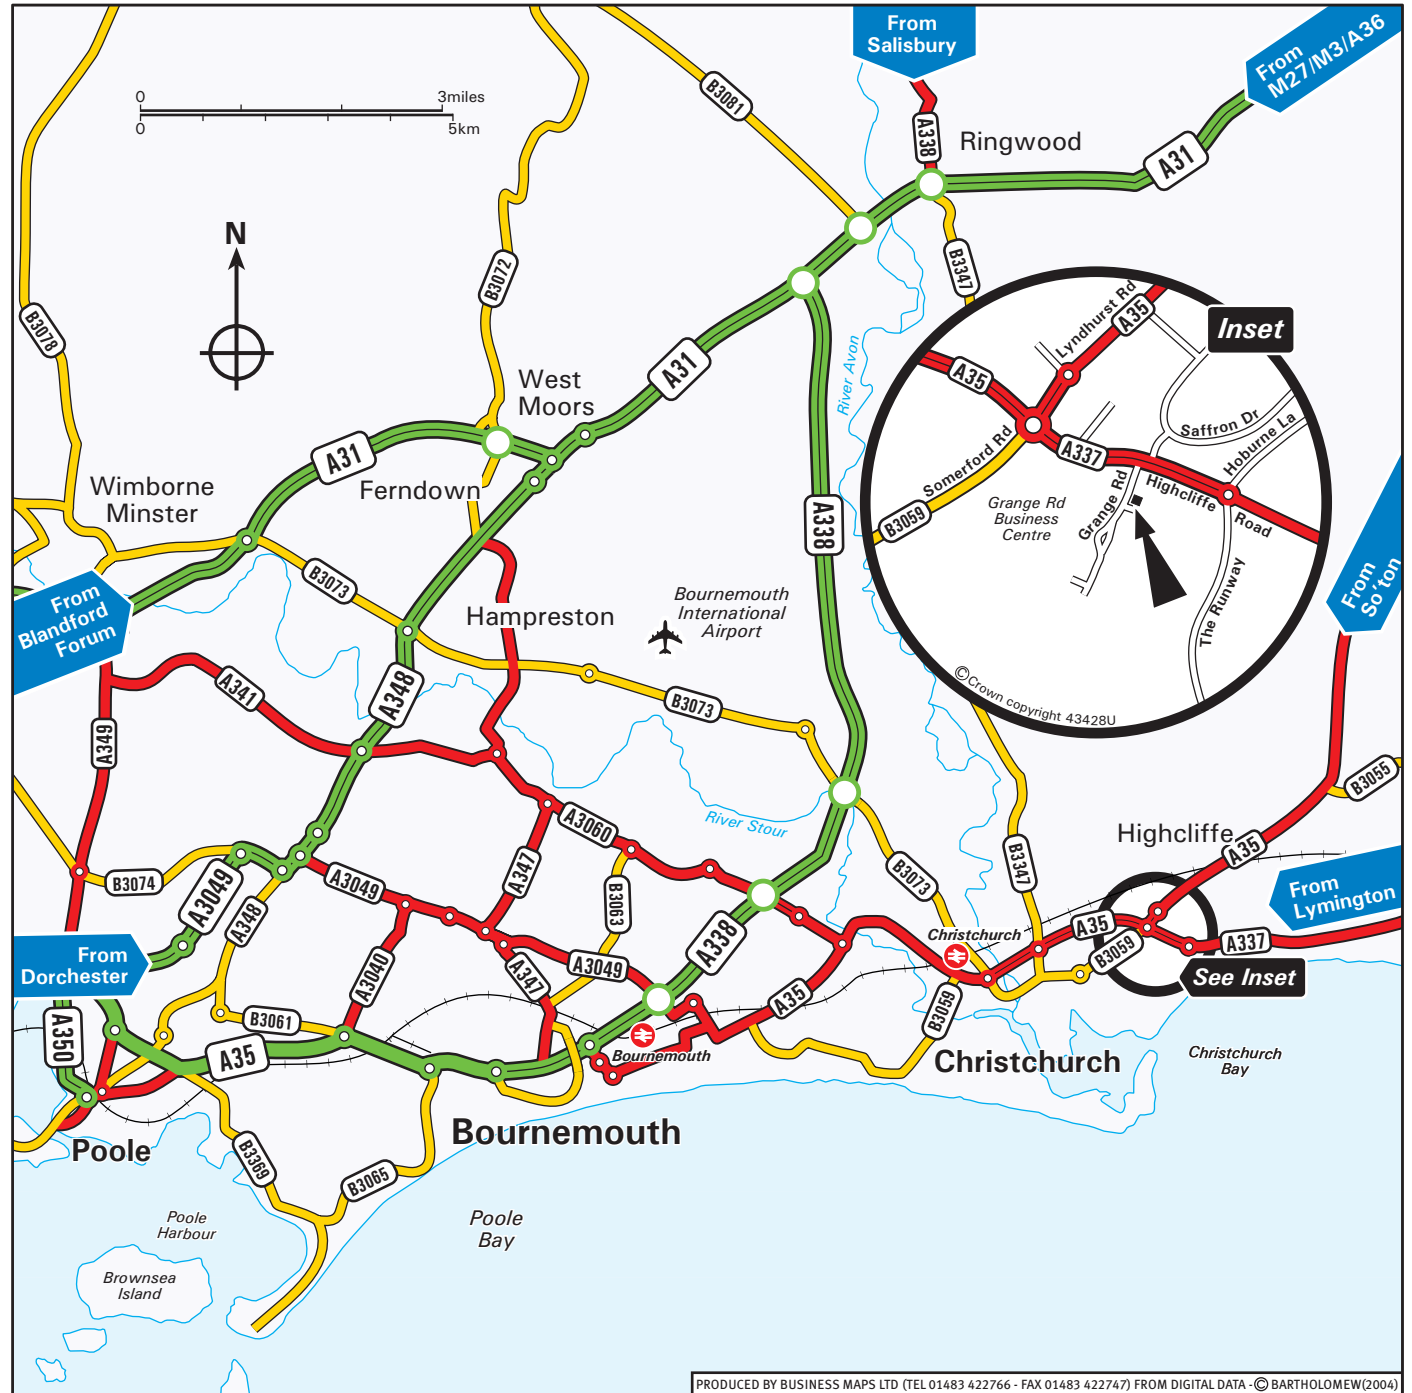 From
Salisbury
From
M27/M3/A36
0
3miles
0
5km
B3081
A338
Ringwood
A31
N
B3072
B3347
B3078
River Avon
Inset
Lyndhurst Rd
A35
A35
Saffron Dr
Hoburne La
Somerford Rd
A337
Grange Rd
Highcliffe
Road
B3059
Grange Rd
Business
Centre
The Runway
© Crown copyright 43428U
West
Moors
A31
A31
Ferndown
Wimborne
Minster
A338
From
So'ton
B3073
From
Blandford
Forum
Hampreston
Bournemouth
International
Airport
A348
A341
B3073
A349
B3055
River Stour
A3060
Highcliffe
A35
B3074
A3049
A3049
A347
B3063
B3073
B3347
From
Lymington
A348
A338
A35
A337
Christchurch
B3059
See Inset
From
Dorchester
A3040
A347
A3049
A35
B3059
B3061
A350
A35
Bournemouth
Christchurch
Christchurch
Bay
Poole
Bournemouth
B3369
B3065
Poole
Harbour
Poole
Bay
Brownsea
Island
PRODUCED BY BUSINESS MAPS LTD (TEL 01483 422766 - FAX 01483 422747) FROM DIGITAL DATA - © BARTHOLOMEW(2004)